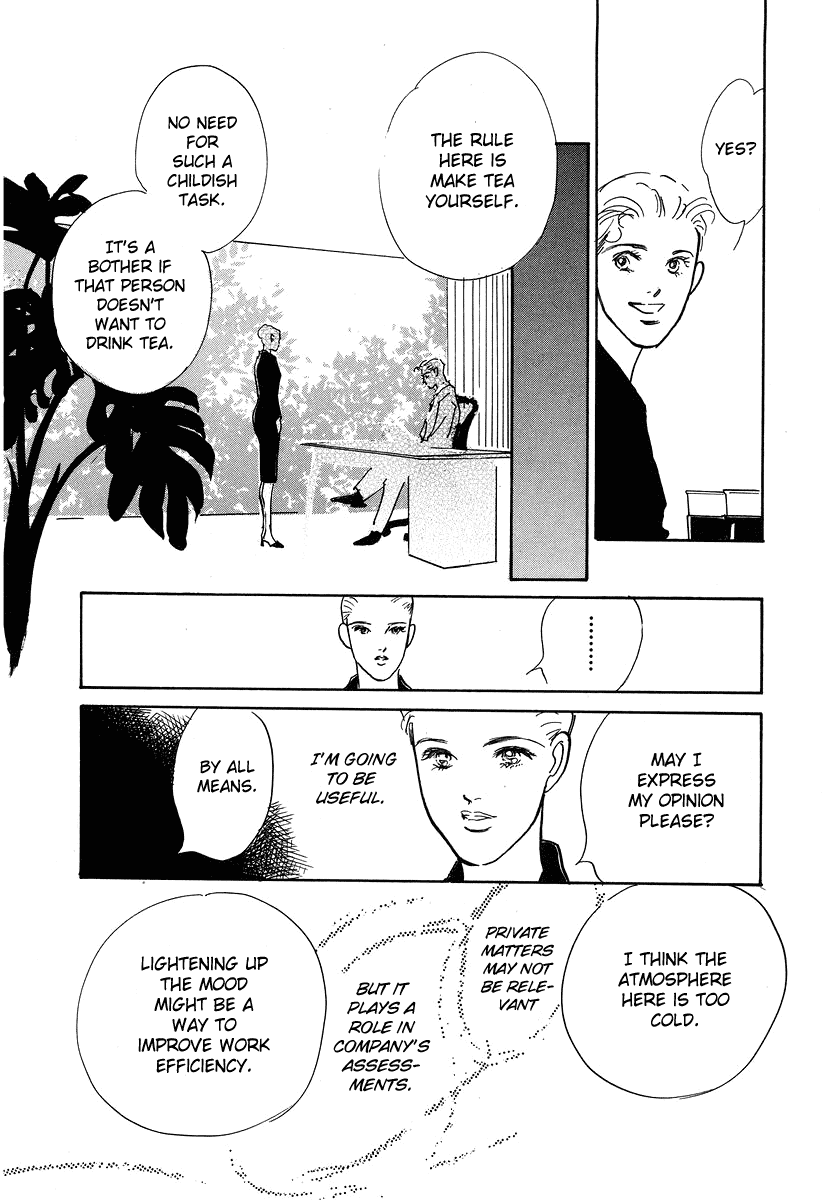 YES?
THE RULE
HERE IS
MAKE TEA
YOURSELF.
NO NEED
FOR
SUCH A
CHILDISH
TASK.
IT'S A
BOTHER IF
THAT PERSON
DOESN'T
WANT TO
DRINK TEA.
........
MAY I
EXPRESS
MY OPINION
PLEASE?
I'M GOING
TO BE
USEFUL.
BY ALL
MEANS.
I THINK THE
ATMOSPHERE
HERE IS TOO
COLD.
PRIVATE
MATTERS
MAY NOT
BE RELE-
VANT
BUT IT
PLAYS A
ROLE IN
COMPANY'S
ASSESS-
MENTS.
LIGHTENING UP
THE MOOD
MIGHT BE A
WAY TO
IMPROVE WORK
EFFICIENCY.